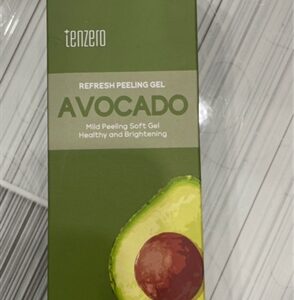 tenzero
REFRESH PEELING GEL
AVOCADO
Mild Peeling Soft Gel
Healthy and Brightening